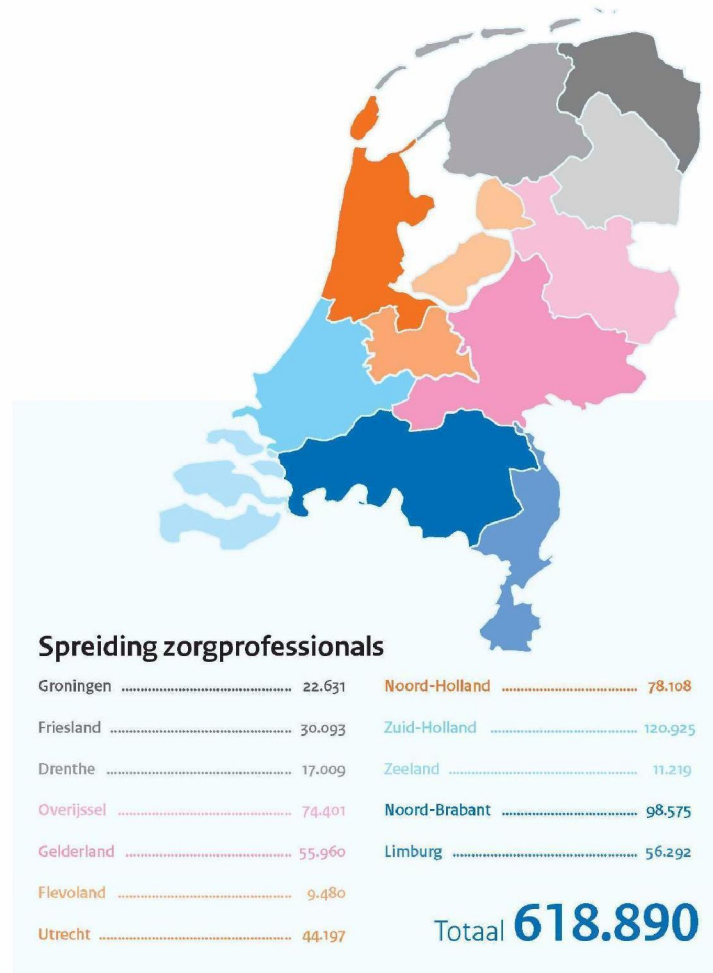 Spreiding zorgprofessionals
Groningen ........................................... 22.631
Friesland .............................................. 30.093
Drenthe ............................................... 17.009
Overijssel .............................................. 74.401
Gelderland .......................................... 55.960
Flevoland ............................................ 9.480
Utrecht ................................................. 44.197
Noord-Holland .................................. 78.108
Zuid-Holland ..................................... 120.925
Zeeland ............................................... 11.219
Noord-Brabant .................................. 98.575
Limburg .............................................. 56.292
Totaal 618.890